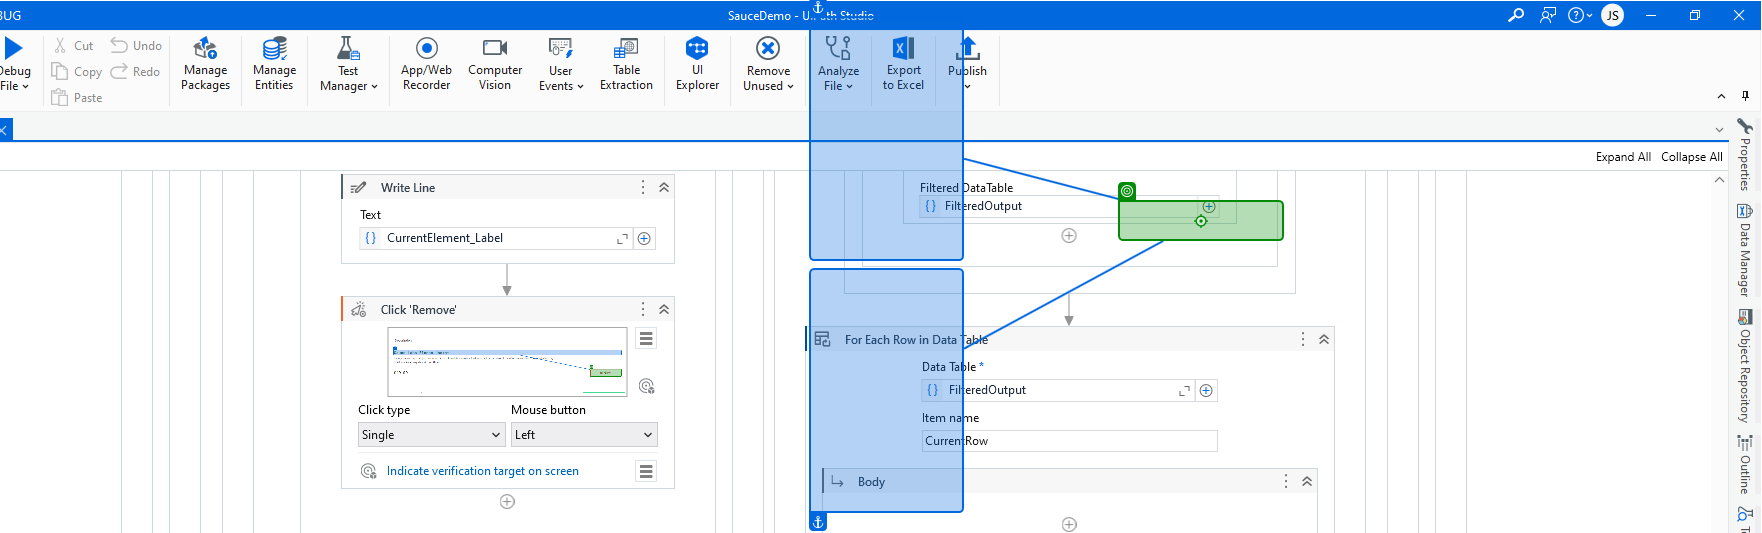 BUG
SauceDemo - UiPath Studio
JS
Debug
File
Cut
Copy
Paste
Undo
Redo
Manage
Packages
Manage
Entities
Test
Manager
App/Web
Recorder
Computer
Vision
User
Events
Table
Extraction
UI
Explorer
Remove
Unused
Analyze
File
Export
to Excel
Publish
Expand All Collapse All
Write Line
Text
CurrentElement_Label
Click 'Remove'
Click type
Mouse button
Single
Left
Indicate verification target on screen
Filtered DataTable
FilteredOutput
For Each Row in Data Table
Data Table *
FilteredOutput
Item name
CurrentRow
Body
Properties
Data Manager
Object Repository
Outline